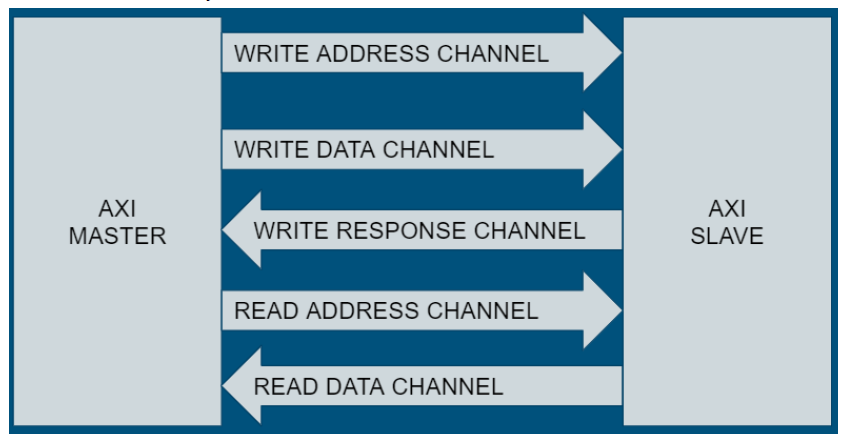 WRITE ADDRESS CHANNEL
WRITE DATA CHANNEL
AXI
MASTER
WRITE RESPONSE CHANNEL
AXI
SLAVE
READ ADDRESS CHANNEL
READ DATA CHANNEL